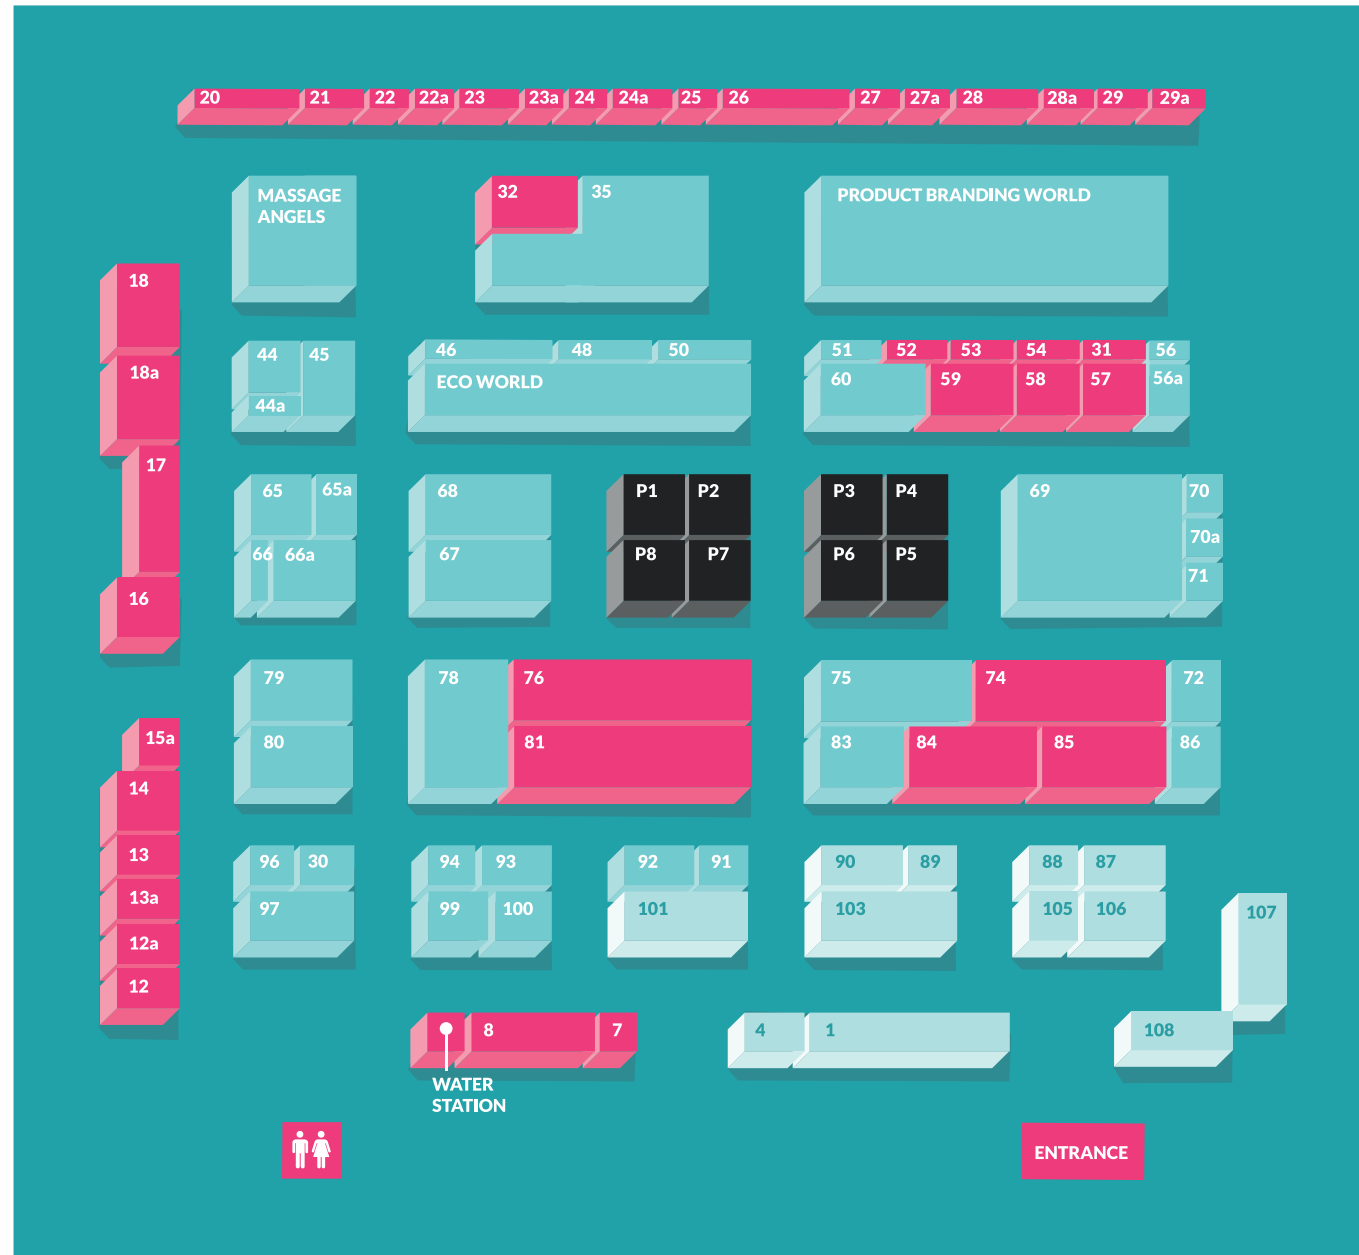 20 21 22 22a 23 23a 24 24a 25 26 27 27a 28 28a 29 29a
MASSAGE
ANGELS
32 35
PRODUCT BRANDING WORLD
18
44 45
46 48 50
51 52 53 54 31 56
18a
44a
ECO WORLD
60 59 58 57 56a
17
65 65a
68
P1 P2
P3 P4
69 70
70a
66 66a
67
P8 P7
P6 P5
71
16
79
78 76
75 74 72
15a
80
81
83 84 85 86
14
13
96 30
94 93
92 91
90 89
88 87
13a
97
99 100
101
103
105 106
107
12a
12
8 7
4 1
108
WATER
STATION
ENTRANCE